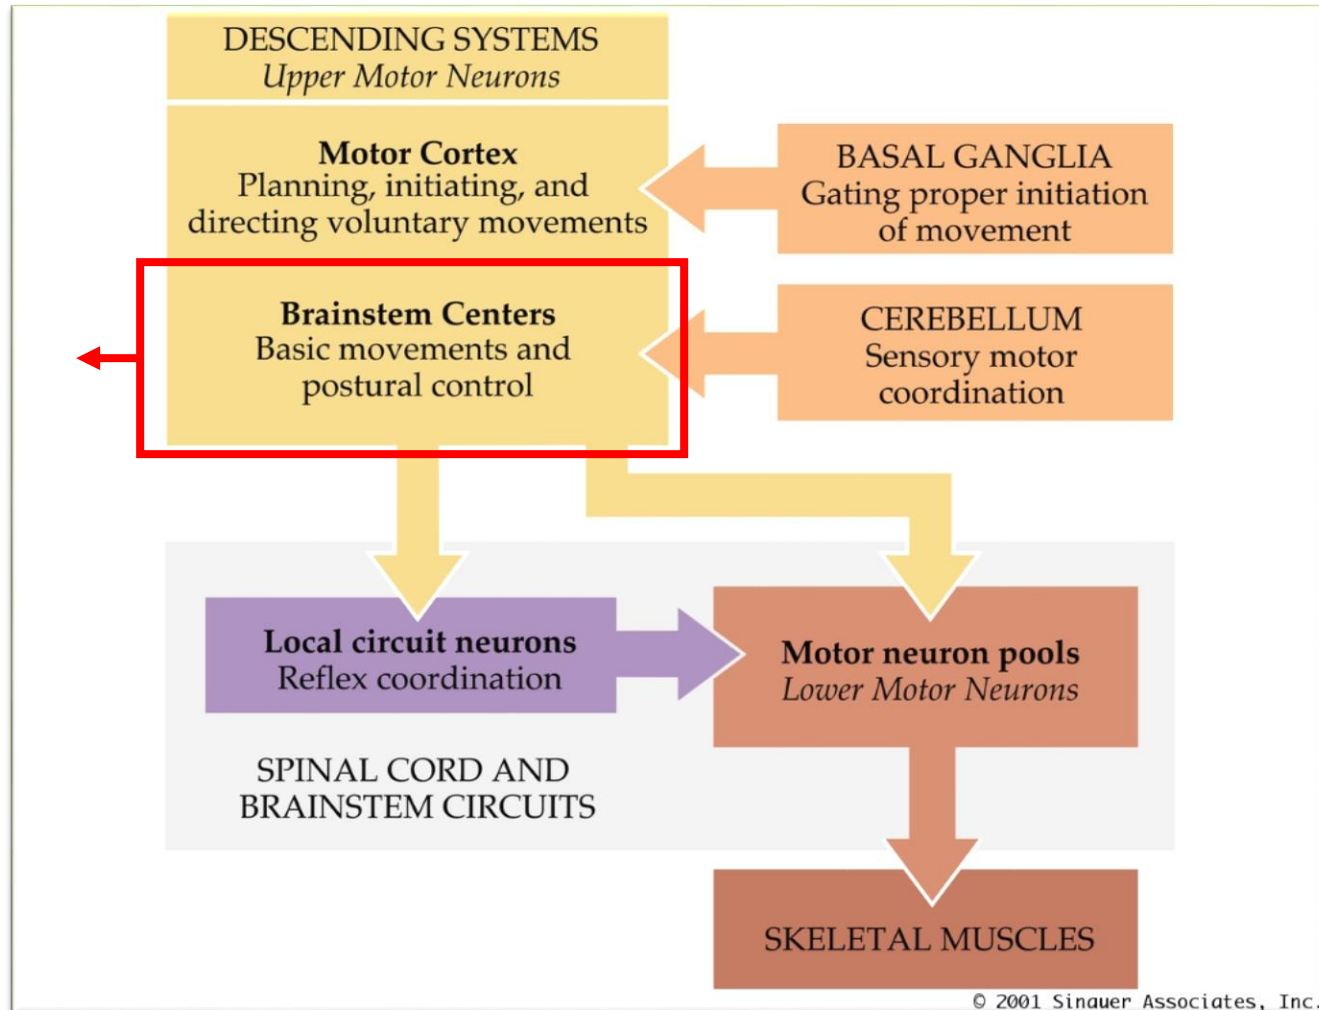 DESCENDING SYSTEMS
Upper Motor Neurons
Motor Cortex
Planning, initiating, and
directing voluntary movements
BASAL GANGLIA
Gating proper initiation
of movement
Brainstem Centers
Basic movements and
postural control
CEREBELLUM
Sensory motor
coordination
Local circuit neurons
Reflex coordination
Motor neuron pools
Lower Motor Neurons
SPINAL CORD AND
BRAINSTEM CIRCUITS
SKELETAL MUSCLES
© 2001 Sinauer Associates, Inc.